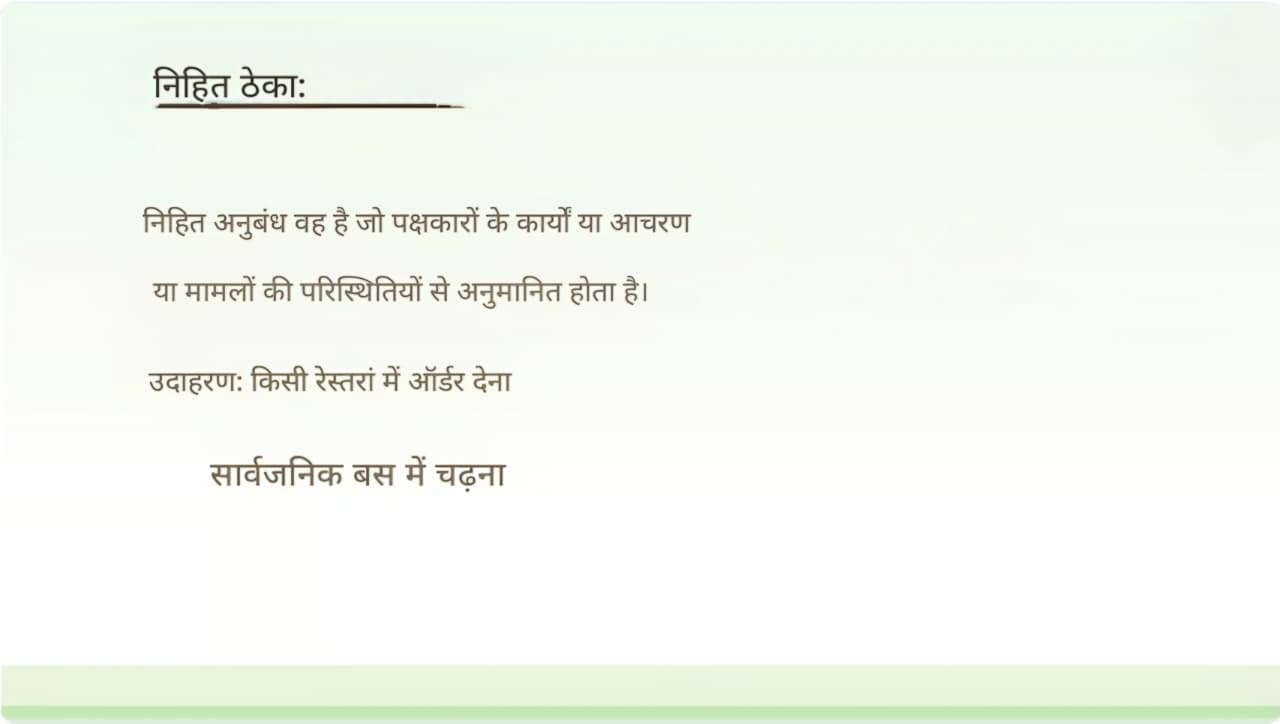 निहित ठेका:
निहित अनुबंध वह है जो पक्षकारों के कार्यों या आचरण
या मामलों की परिस्थितियों से अनुमानित होता है।
उदाहरण: किसी रेस्तरां में ऑर्डर देना
सार्वजनिक बस में चढ़ना